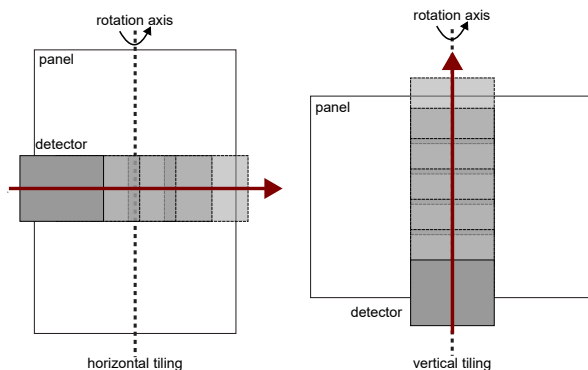 rotation axis
panel
detector
horizontal tiling
rotation axis
panel
detector
vertical tiling